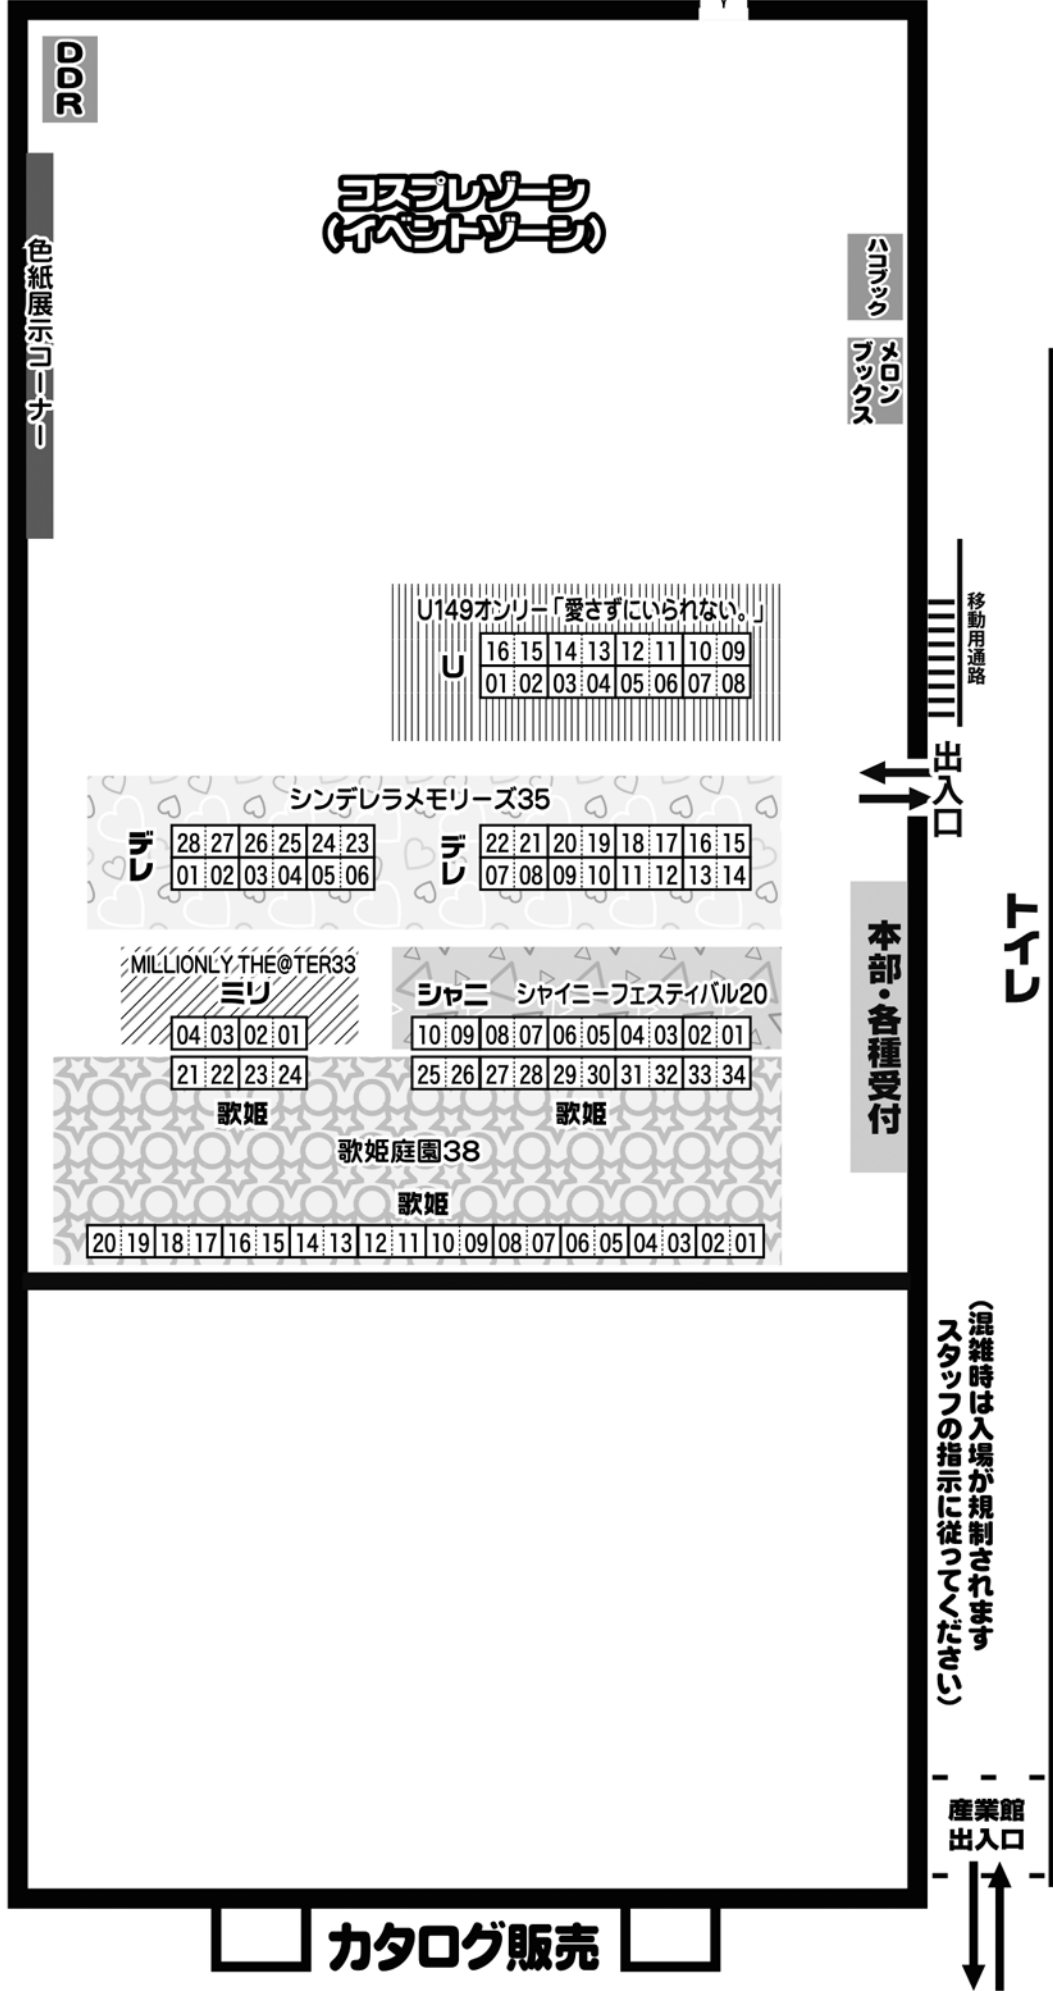 DDR
コスプレゾーン
(イベントゾーン)
色紙展示コーナー
ハコブック
メロン
ブックス
移動用通路
U149オンリー「愛さずにいられない。」
U
16 15 14 13 12 11 10 09
01 02 03 04 05 06 07 08
出入口
シンデレラメモリーズ35
デレ
28 27 26 25 24 23
01 02 03 04 05 06
デレ
22 21 20 19 18 17 16 15
07 08 09 10 11 12 13 14
トイレ
本部・各種受付
MILLIONLY THE@TER33
ミリ
04 03 02 01
シャニ シャイニーフェスティバル20
10 09 08 07 06 05 04 03 02 01
21 22 23 24
歌姫
25 26 27 28 29 30 31 32 33 34
歌姫
歌姫庭園38
歌姫
20 19 18 17 16 15 14 13 12 11 10 09 08 07 06 05 04 03 02 01
(混雑時は入場が規制されます
スタッフの指示に従ってください)
産業館
出入口
カタログ販売